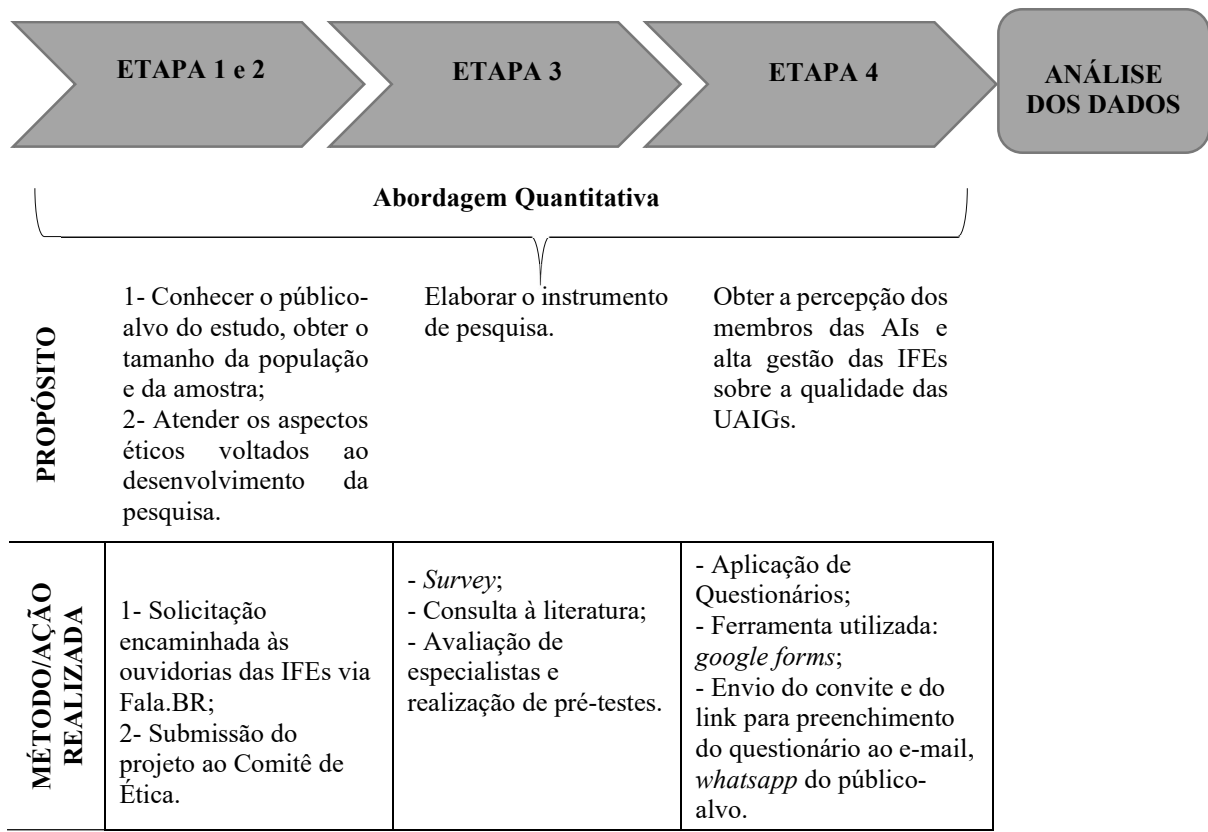 ETAPA 1 e 2
ETAPA 3
ETAPA 4
ANÁLISE
DOS DADOS
Abordagem Quantitativa
PROPÓSITO
1- Conhecer o público-
alvo do estudo, obter o
tamanho da população
e da amostra;
2- Atender os aspectos
éticos voltados ao
desenvolvimento da
pesquisa.
Elaborar o instrumento
de pesquisa.
Obter a percepção dos
membros das AIs e
alta gestão das IFEs
sobre a qualidade das
UAIGs.
MÉTODO/AÇÃO
REALIZADA
1- Solicitação
encaminhada às
ouvidorias das IFEs via
Fala.BR;
2- Submissão do
projeto ao Comitê de
Ética.
- Survey;
- Consulta à literatura;
- Avaliação de
especialistas e
realização de pré-testes.
- Aplicação de
Questionários;
- Ferramenta utilizada:
google forms;
- Envio do convite e do
link para preenchimento
do questionário ao e-mail,
whatsapp do público-
alvo.